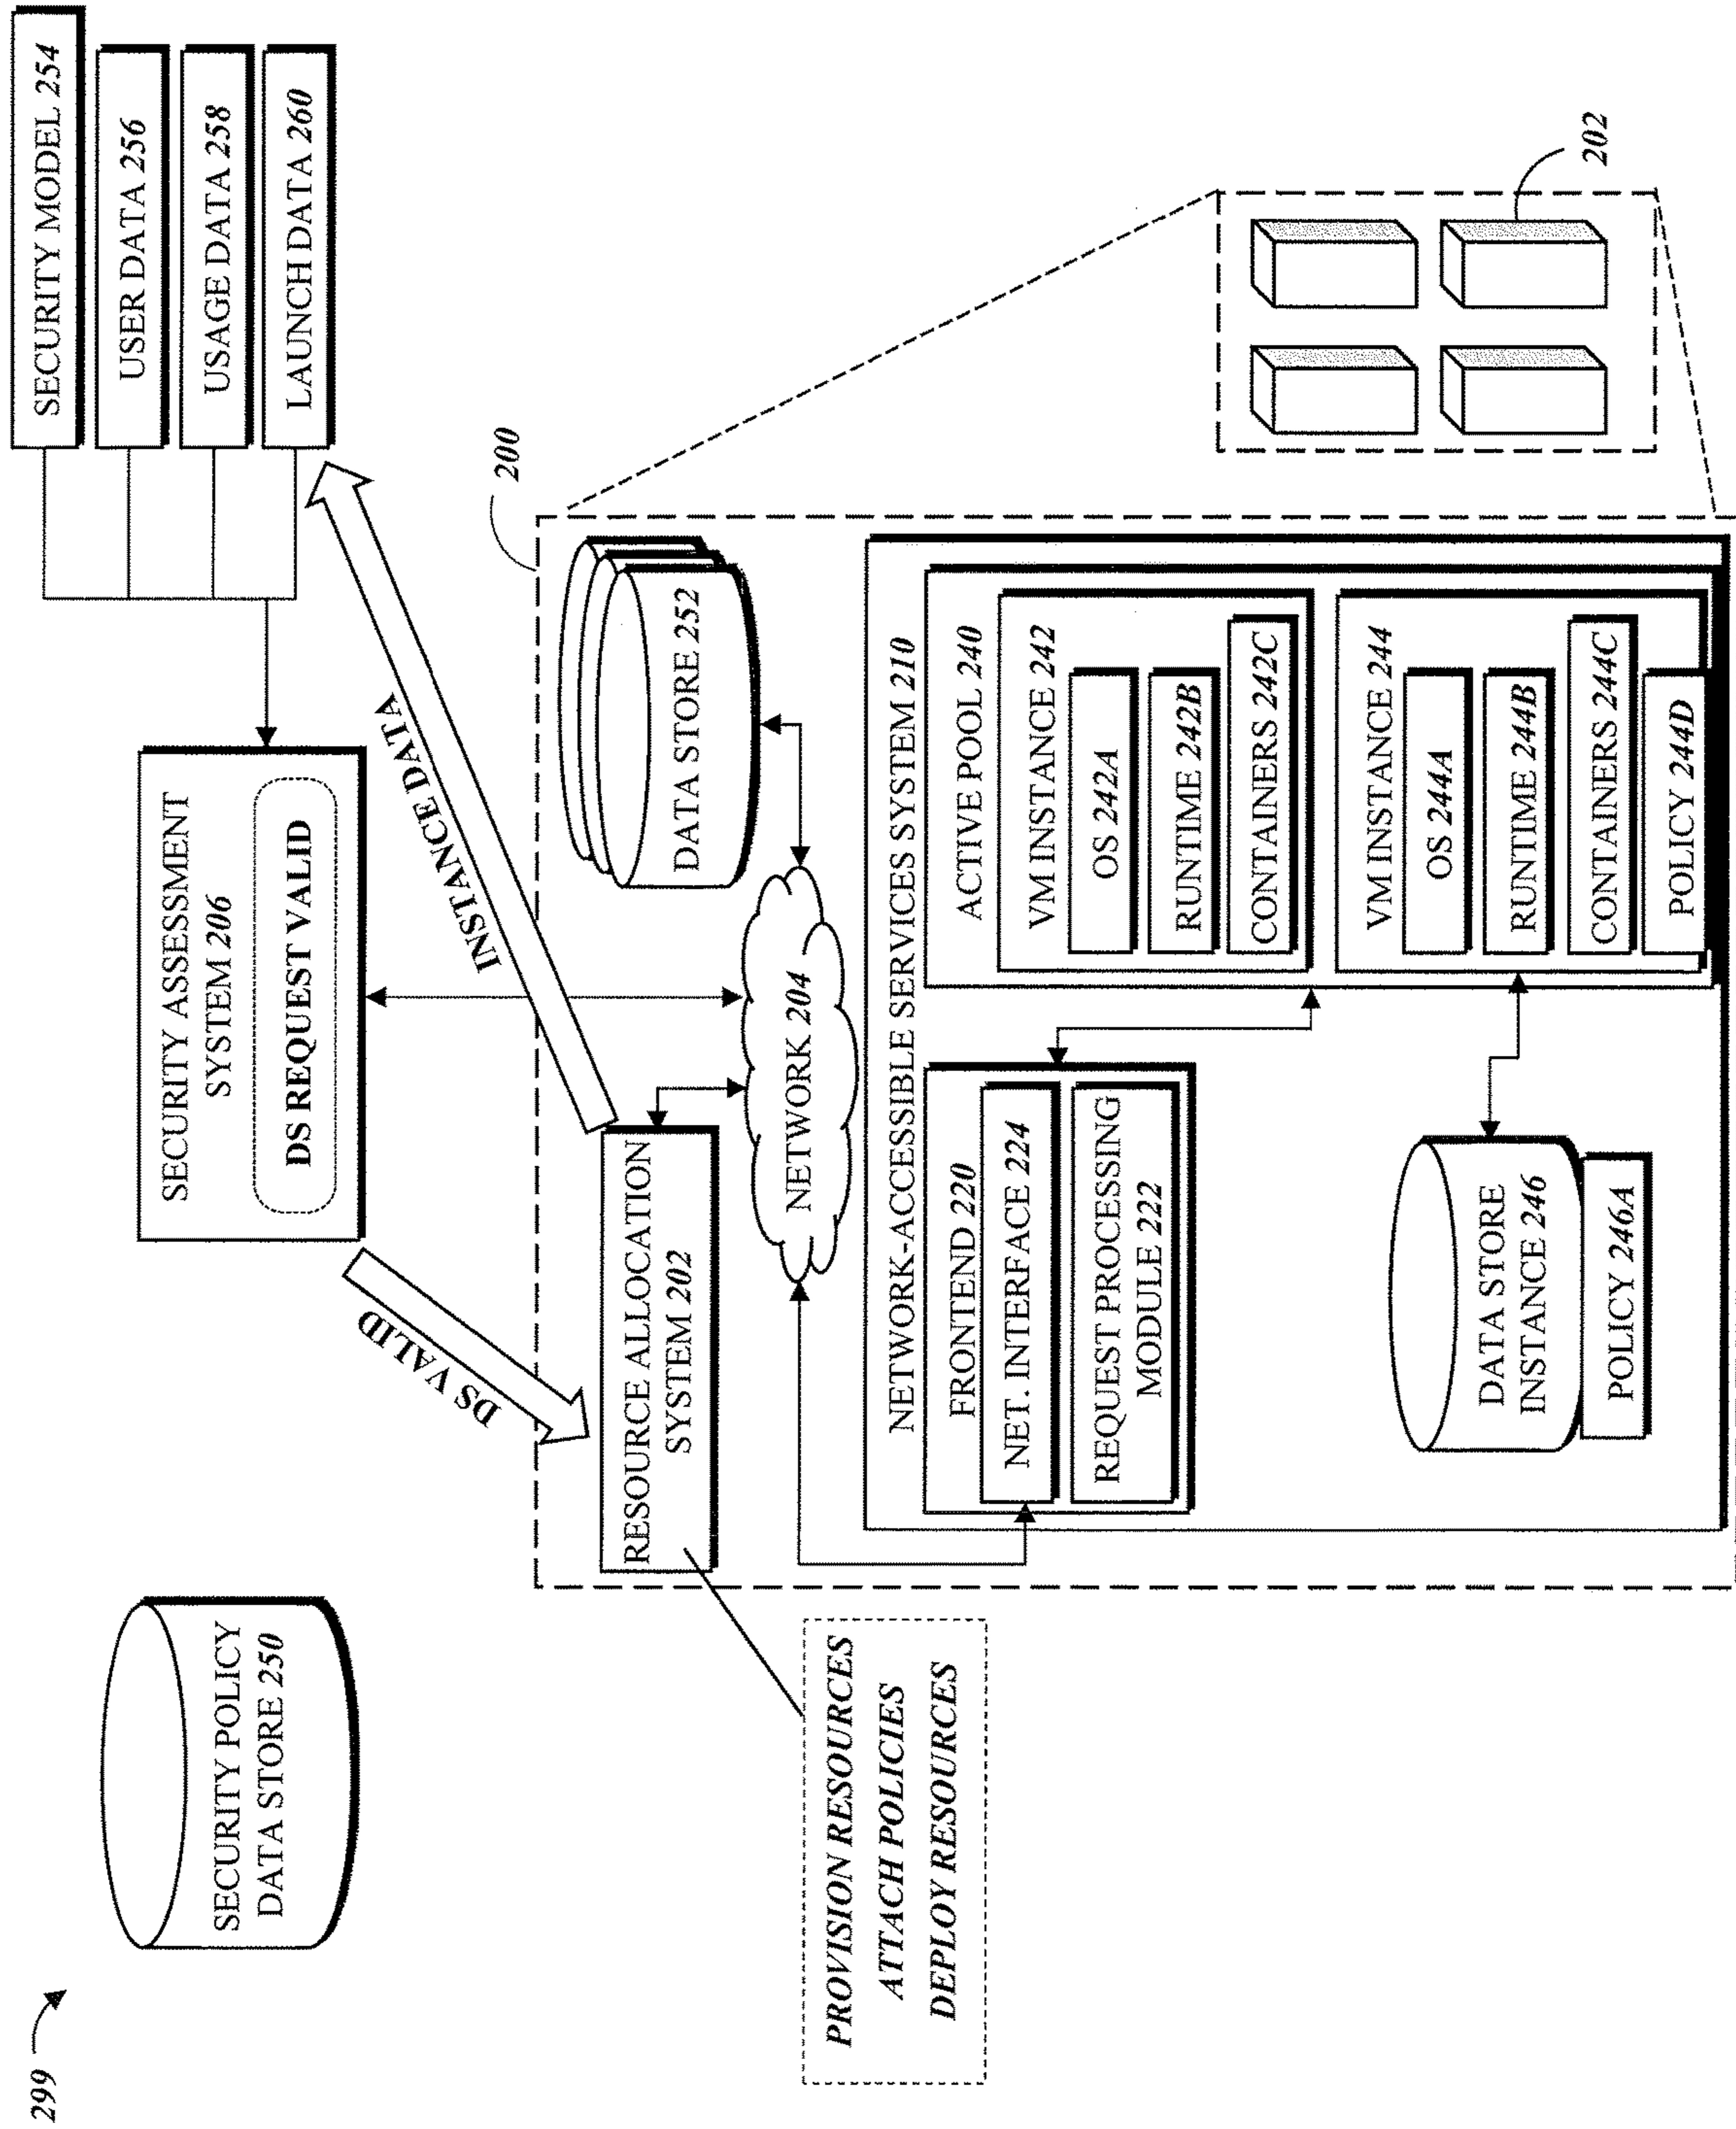 299
SECURITY POLICY
DATA STORE 250
SECURITY ASSESSMENT
SYSTEM 206
DS REQUEST VALID
SECURITY MODEL 254
USER DATA 256
USAGE DATA 258
LAUNCH DATA 260
DS VALID
INSTANCE DATA
200
RESOURCE ALLOCATION
SYSTEM 202
PROVISION RESOURCES
ATTACH POLICIES
DEPLOY RESOURCES
NETWORK 204
DATA STORE 252
NETWORK-ACCESSIBLE SERVICES SYSTEM 210
FRONTEND 220
NET. INTERFACE 224
REQUEST PROCESSING
MODULE 222
ACTIVE POOL 240
VM INSTANCE 242
OS 242A
RUNTIME 242B
CONTAINERS 242C
VM INSTANCE 244
OS 244A
RUNTIME 244B
CONTAINERS 244C
POLICY 244D
DATA STORE
INSTANCE 246
POLICY 246A
202